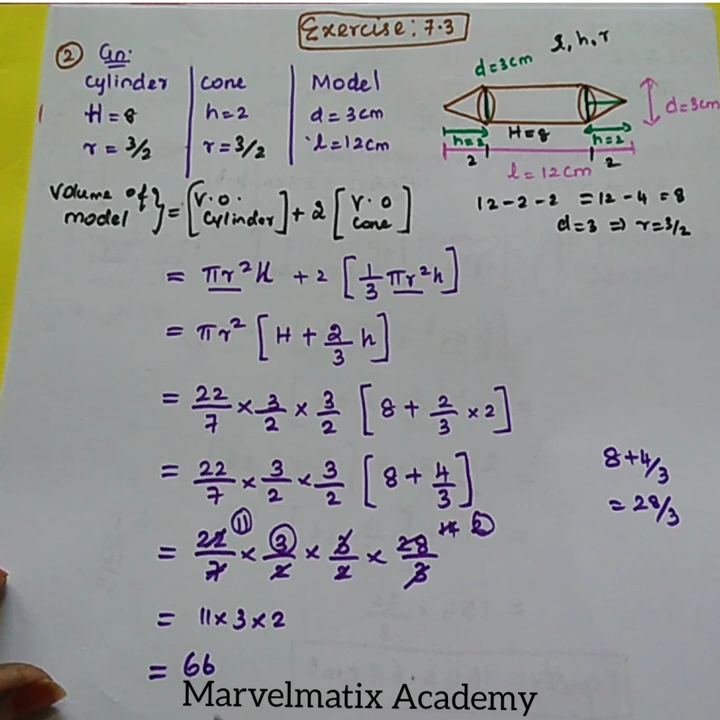 Exercise: 7.3
② Gn:
Cylinder | Cone | Model
H = 8 | h = 2 | d = 3cm
r = 3/2 | r = 3/2 | l = 12cm
l, h, r
d = 3cm
d = 3cm
h=2 H = 8 h=2
2 2
l = 12cm
12 - 2 - 2 = 12 - 4 = 8
d = 3 ⇒ r = 3/2
Volume of model } = [V.O. Cylinder] + 2 [V.O Cone]
= πr²H + 2 [1/3 πr²h]
= πr² [H + 2/3 h]
= 22/7 × 3/2 × 3/2 [8 + 2/3 × 2]
= 22/7 × 3/2 × 3/2 [8 + 4/3]
8 + 4/3
= 28/3
= 22/7 11 × 3/2 × 3/2 × 28/3 14 2
= 11 × 3 × 2
= 66
Marvelmatix Academy